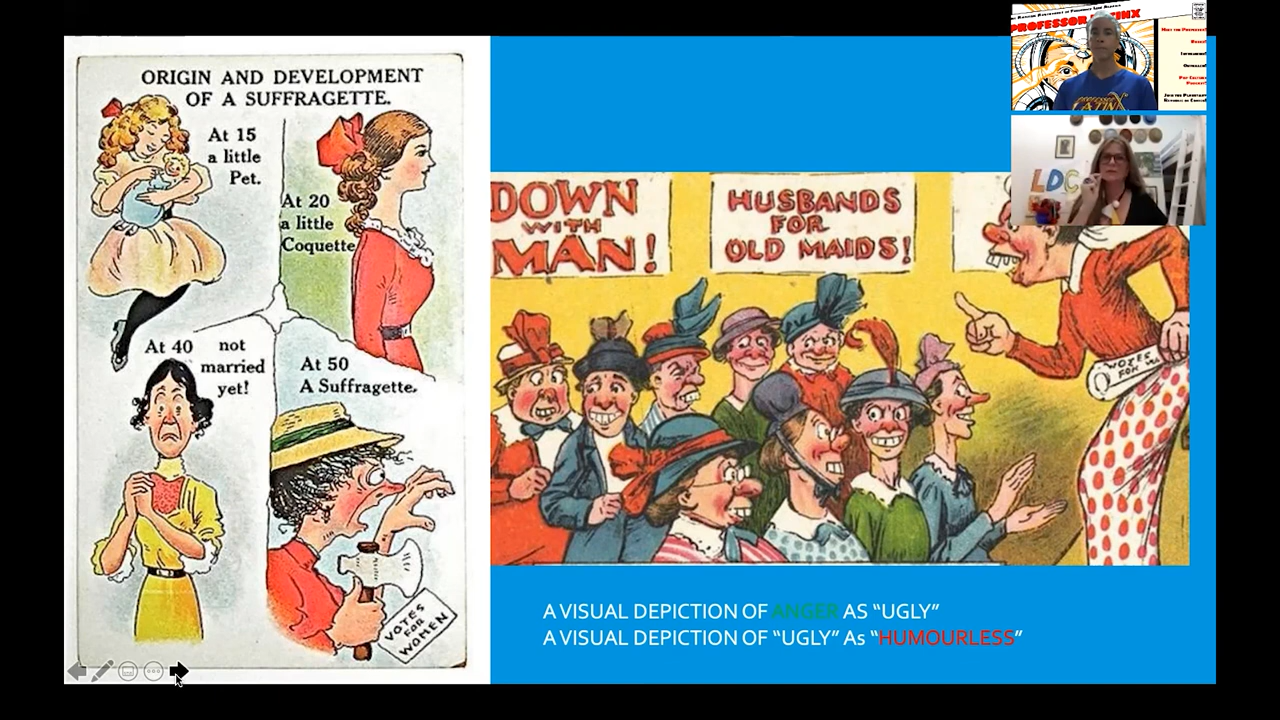 ORIGIN AND DEVELOPMENT
OF A SUFFRAGETTE.
At 15
a little
Pet.
At 20
a little
Coquette
At 40 not
married
yet!
At 50
A Suffragette.
VOTES
FOR
WOMEN
DOWN
WITH
MAN!
HUSBANDS
FOR
OLD MAIDS!
VOTES
FOR
A VISUAL DEPICTION OF ANGER AS “UGLY”
A VISUAL DEPICTION OF “UGLY” As “HUMOURLESS”
PROFESSOR
LATINX
LDC